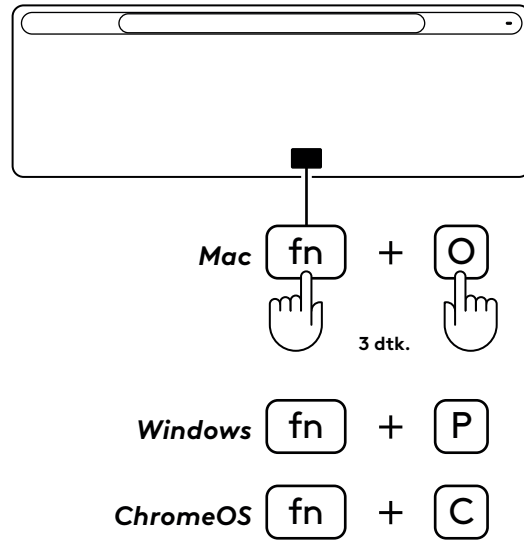 Mac fn + O
3 dtk.
Windows fn + P
ChromeOS fn + C